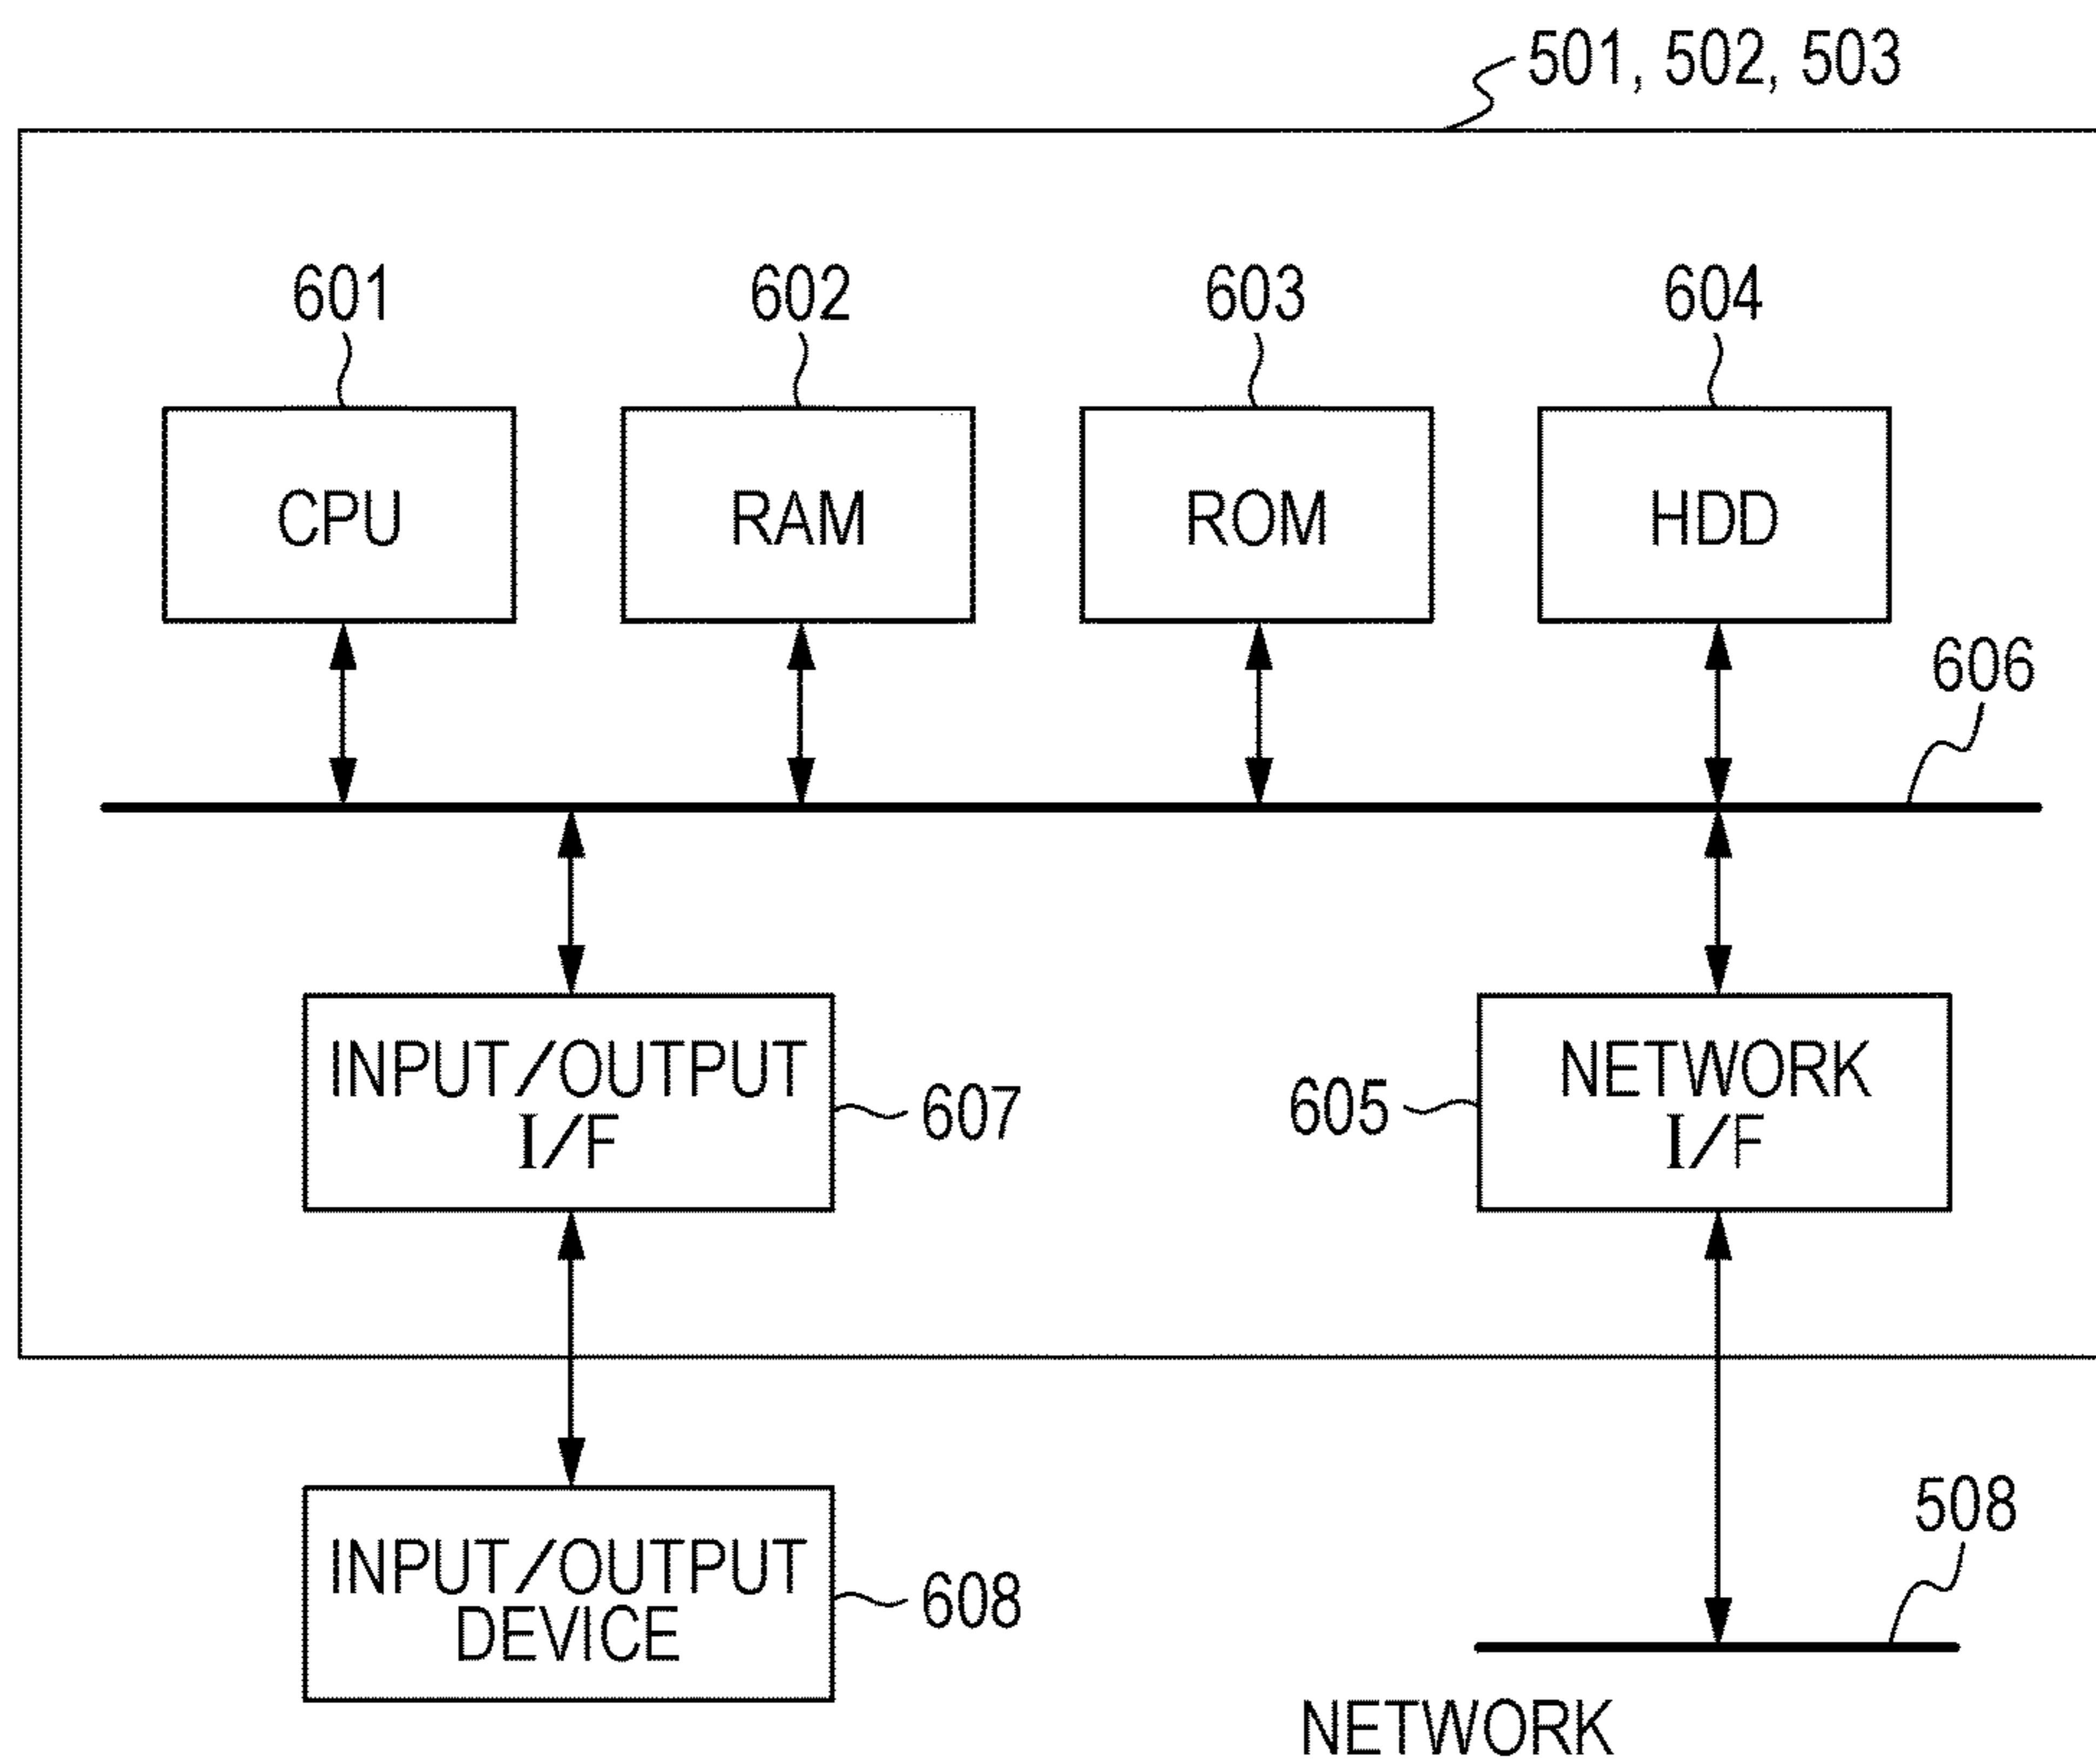 501, 502, 503
601
602
603
604
CPU
RAM
ROM
HDD
606
INPUT/OUTPUT
I/F
607
605
NETWORK
I/F
508
INPUT/OUTPUT
DEVICE
608
NETWORK